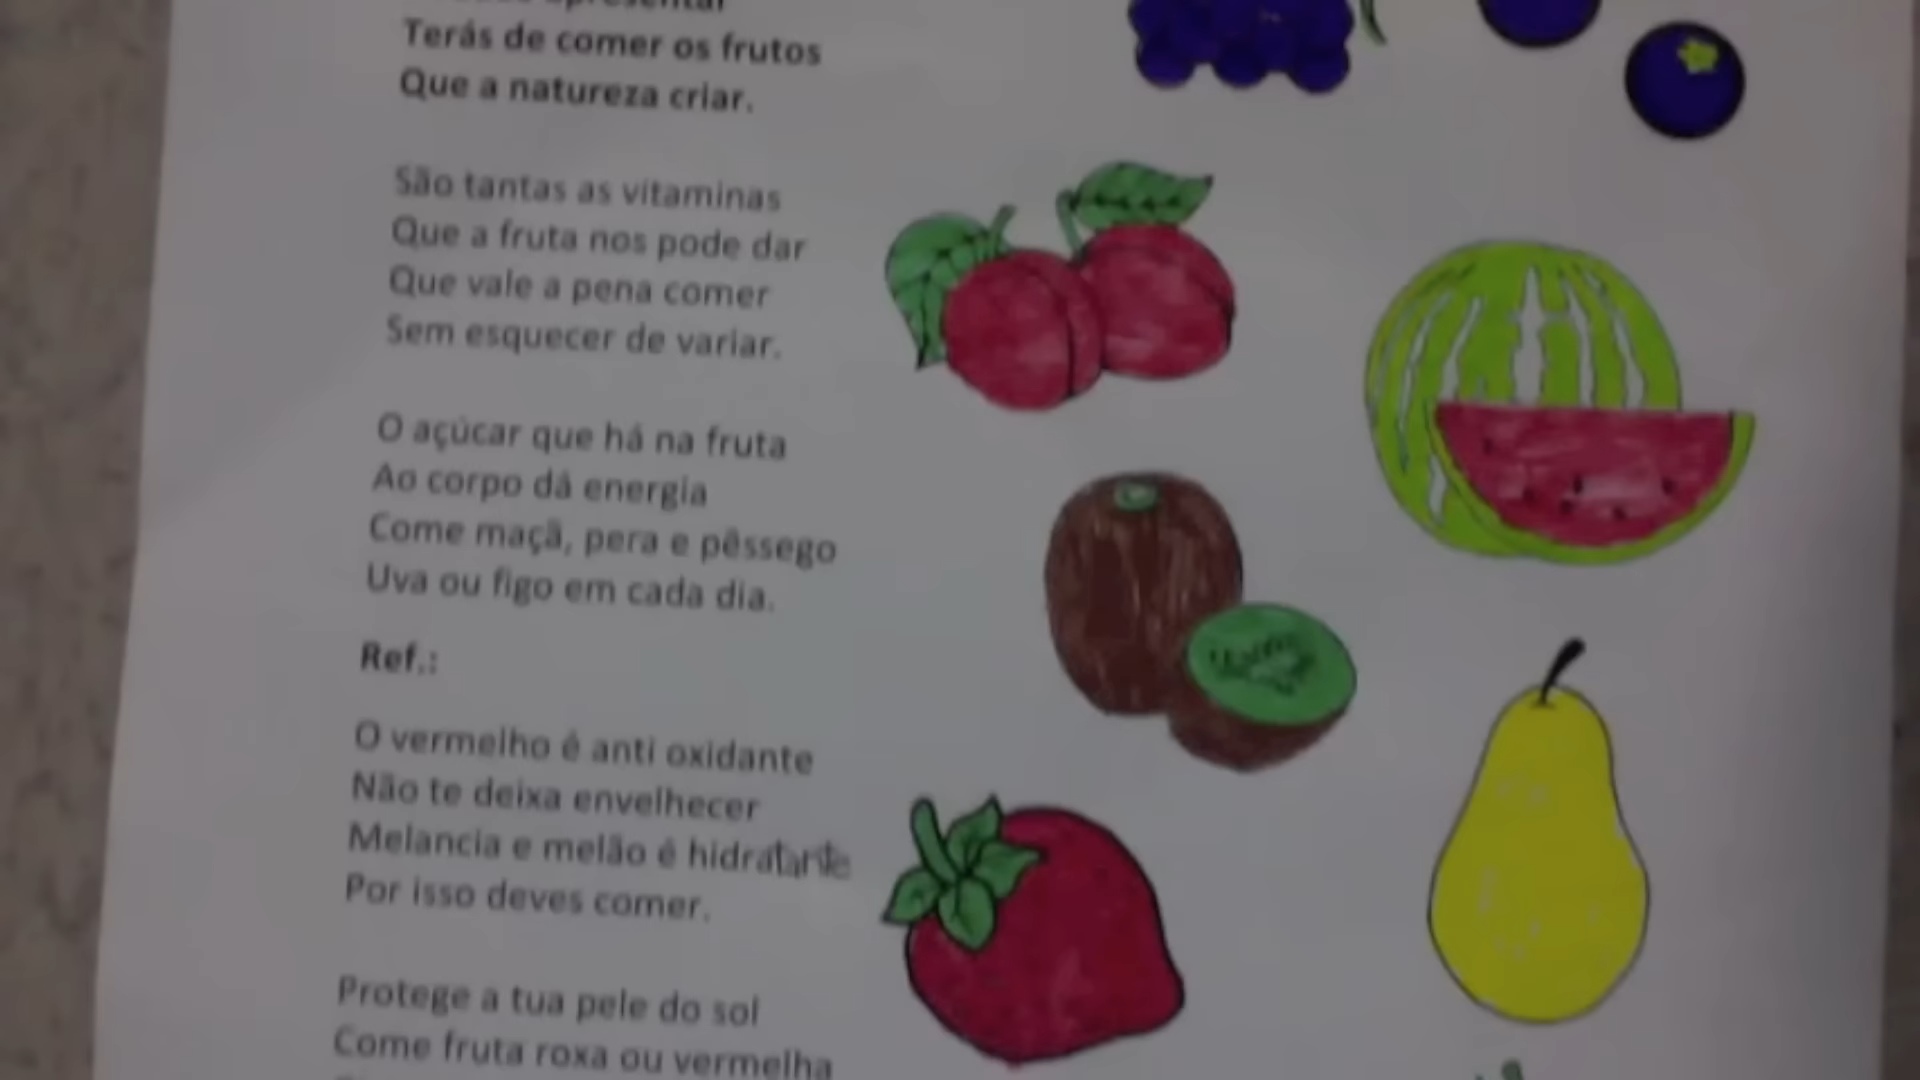 apresentar
Terás de comer os frutos
Que a natureza criar.
São tantas as vitaminas
Que a fruta nos pode dar
Que vale a pena comer
Sem esquecer de variar.
O açúcar que há na fruta
Ao corpo dá energia
Come maçã, pera e pêssego
Uva ou figo em cada dia.
Ref.:
O vermelho é anti oxidante
Não te deixa envelhecer
Melancia e melão é hidratante
Por isso deves comer.
Protege a tua pele do sol
Come fruta roxa ou vermelha